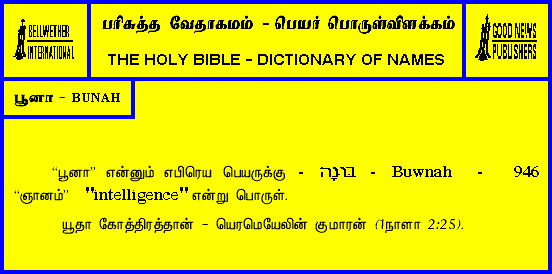 BELLWETHER
INTERNATIONAL
பரிசுத்த வேதாகமம் - பெயர் பொருள்விளக்கம்
THE HOLY BIBLE - DICTIONARY OF NAMES
GOOD NEWS
PUBLISHERS
பூனா - BUNAH
“பூனா” என்னும் எபிரெய பெயருக்கு - בּוּנָה - Buwnah - 946
“ஞானம்” "intelligence" என்று பொருள்.
யூதா கோத்திரத்தான் - யெரமெயேலின் குமாரன் (1நாளா 2:25).